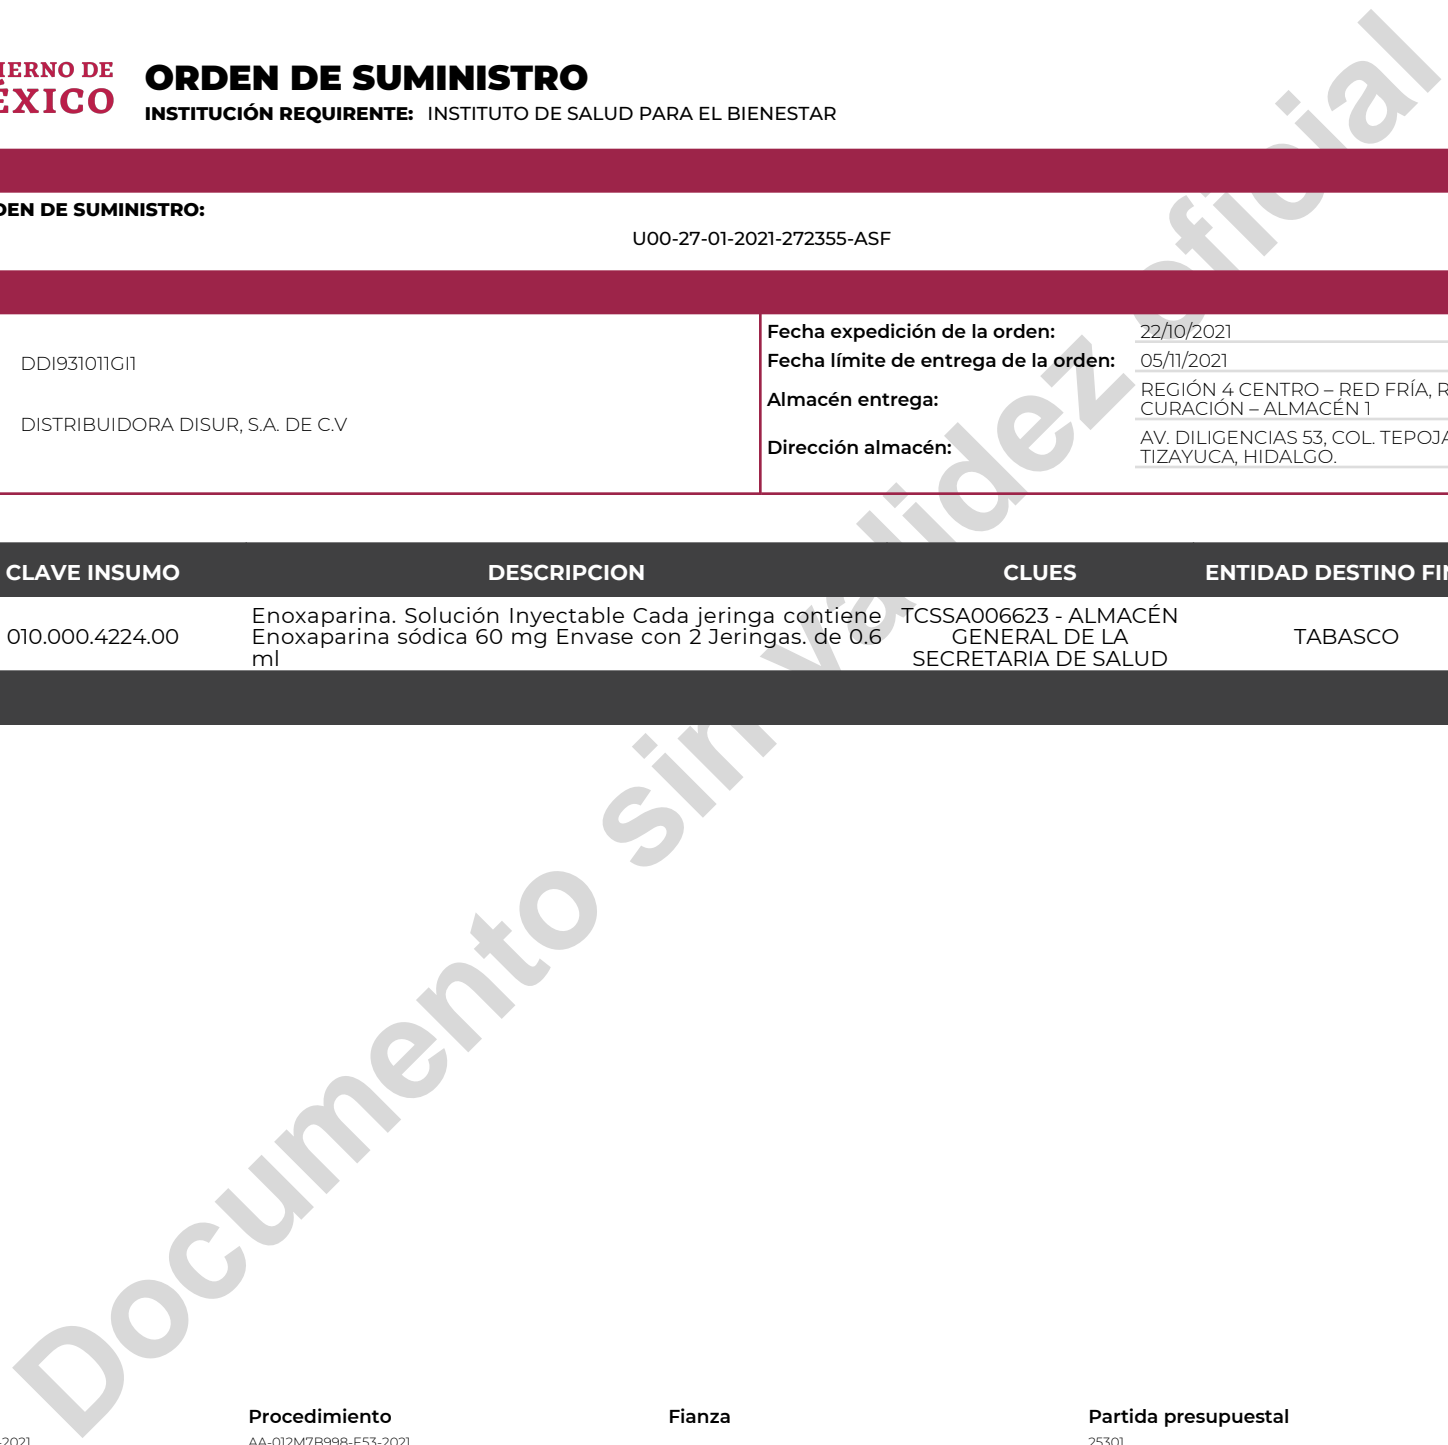 DE
ORDEN DE SUMINISTRO
INSTITUCIÓN REQUIRENTE: INSTITUTO DE SALUD PARA EL BIENESTAR
DE SUMINISTRO:
U00-27-01-2021-272355-ASF
DDI931011GI1
DISTRIBUIDORA DISUR, S.A. DE C.V
Fecha expedición de la orden: 22/10/2021
Fecha límite de entrega de la orden: 05/11/2021
Almacén entrega: REGIÓN 4 CENTRO – RED FRÍA,
CURACIÓN – ALMACÉN 1
Dirección almacén: AV. DILIGENCIAS 53, COL.
TIZAYUCA, HIDALGO.
CLAVE INSUMO DESCRIPCION CLUES ENTIDAD DESTINO
010.000.4224.00
Enoxaparina. Solución Inyectable Cada jeringa contiene
Enoxaparina sódica 60 mg Envase con 2 Jeringas. de 0.6
ml
TCSSA006623 - ALMACÉN
GENERAL DE LA
SECRETARIA DE SALUD
TABASCO
Documento sin validez oficial
Procedimiento Fianza Partida presupuestal
AA-012M7B998-E53-2021
25301